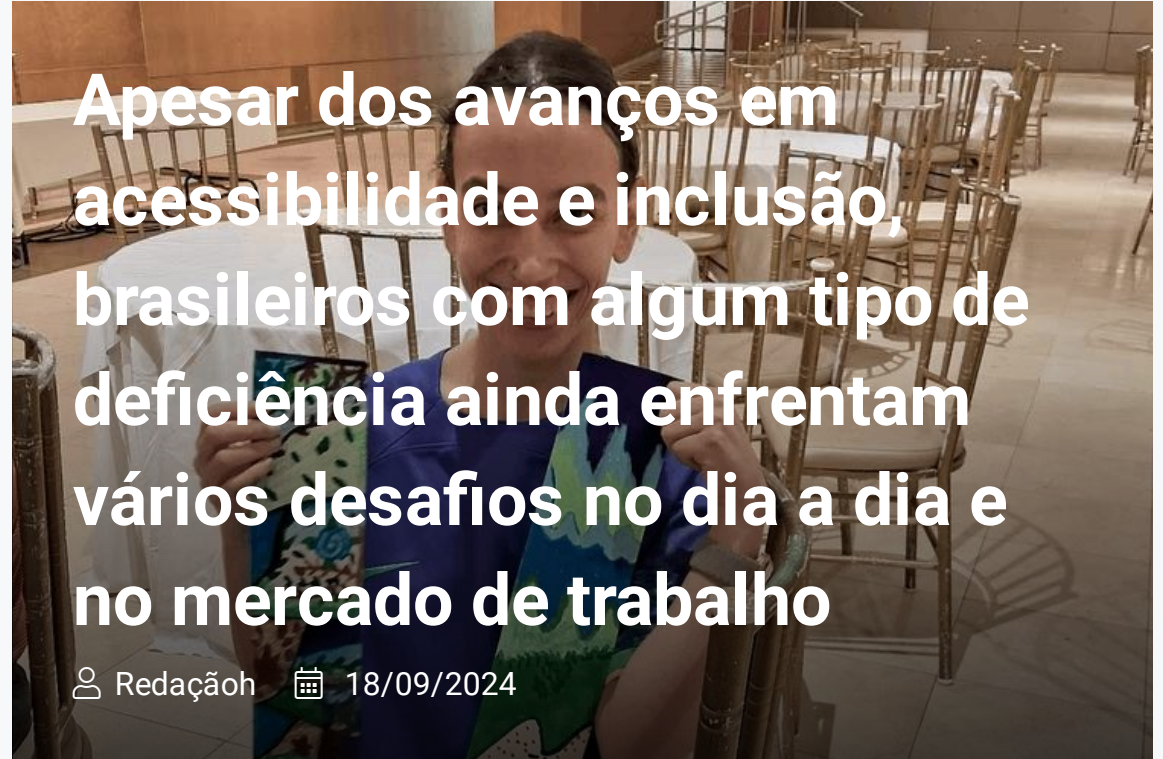 Apesar dos avanços em
acessibilidade e inclusão,
brasileiros com algum tipo de
deficiência ainda enfrentam
vários desafios no dia a dia e
no mercado de trabalho
Redaçãoh 18/09/2024